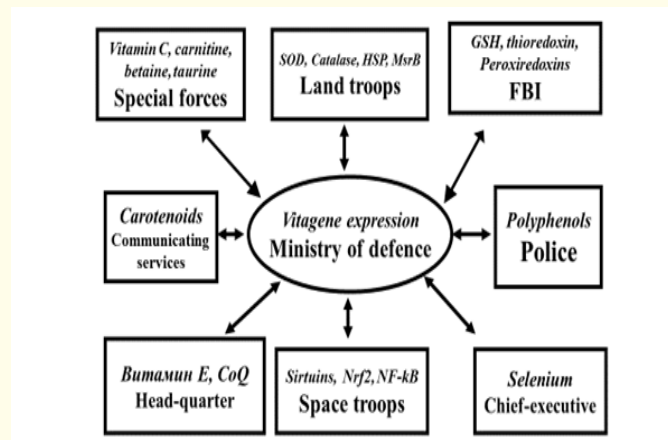 Vitamin C, carnitine,
betaine, taurine
Special forces
SOD, Catalase, HSP, MsrB
Land troops
GSH, thioredoxin,
Peroxiredoxins
FBI
Carotenoids
Communicating
services
Vitagene expression
Ministry of defence
Polyphenols
Police
Витамин E, CoQ
Head-quarter
Sirtuins, Nrf2, NF-kB
Space troops
Selenium
Chief-executive